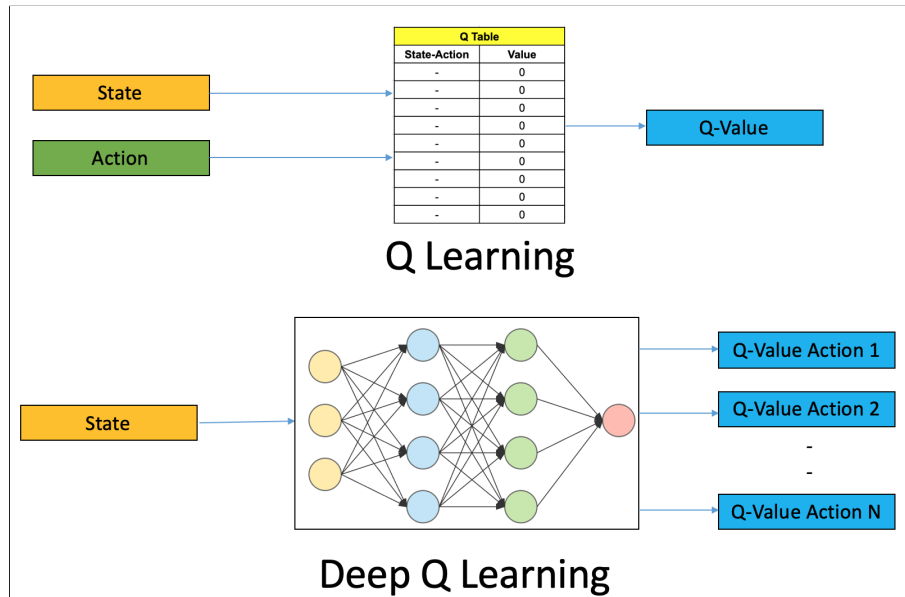 Q Table
State-Action Value
- 0
- 0
- 0
- 0
- 0
- 0
- 0
- 0
- 0
State
Action
Q-Value
Q Learning
State
Q-Value Action 1
Q-Value Action 2
-
-
Q-Value Action N
Deep Q Learning